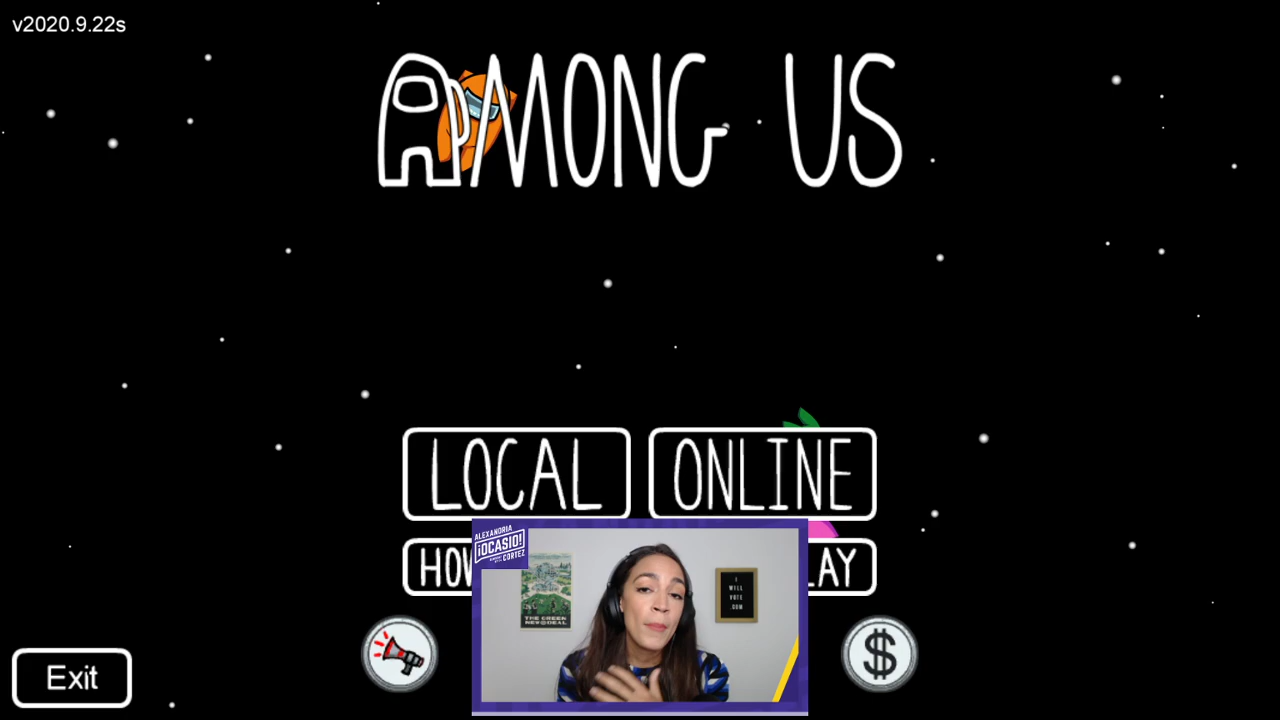 v2020.9.22s
AMONG US
LOCAL
ONLINE
HOW
LAY
ALEXANDRIA
¡OCASIO!
CORTEZ
THE GREEN
NEW DEAL
I
WILL
VOTE
.COM
$
Exit